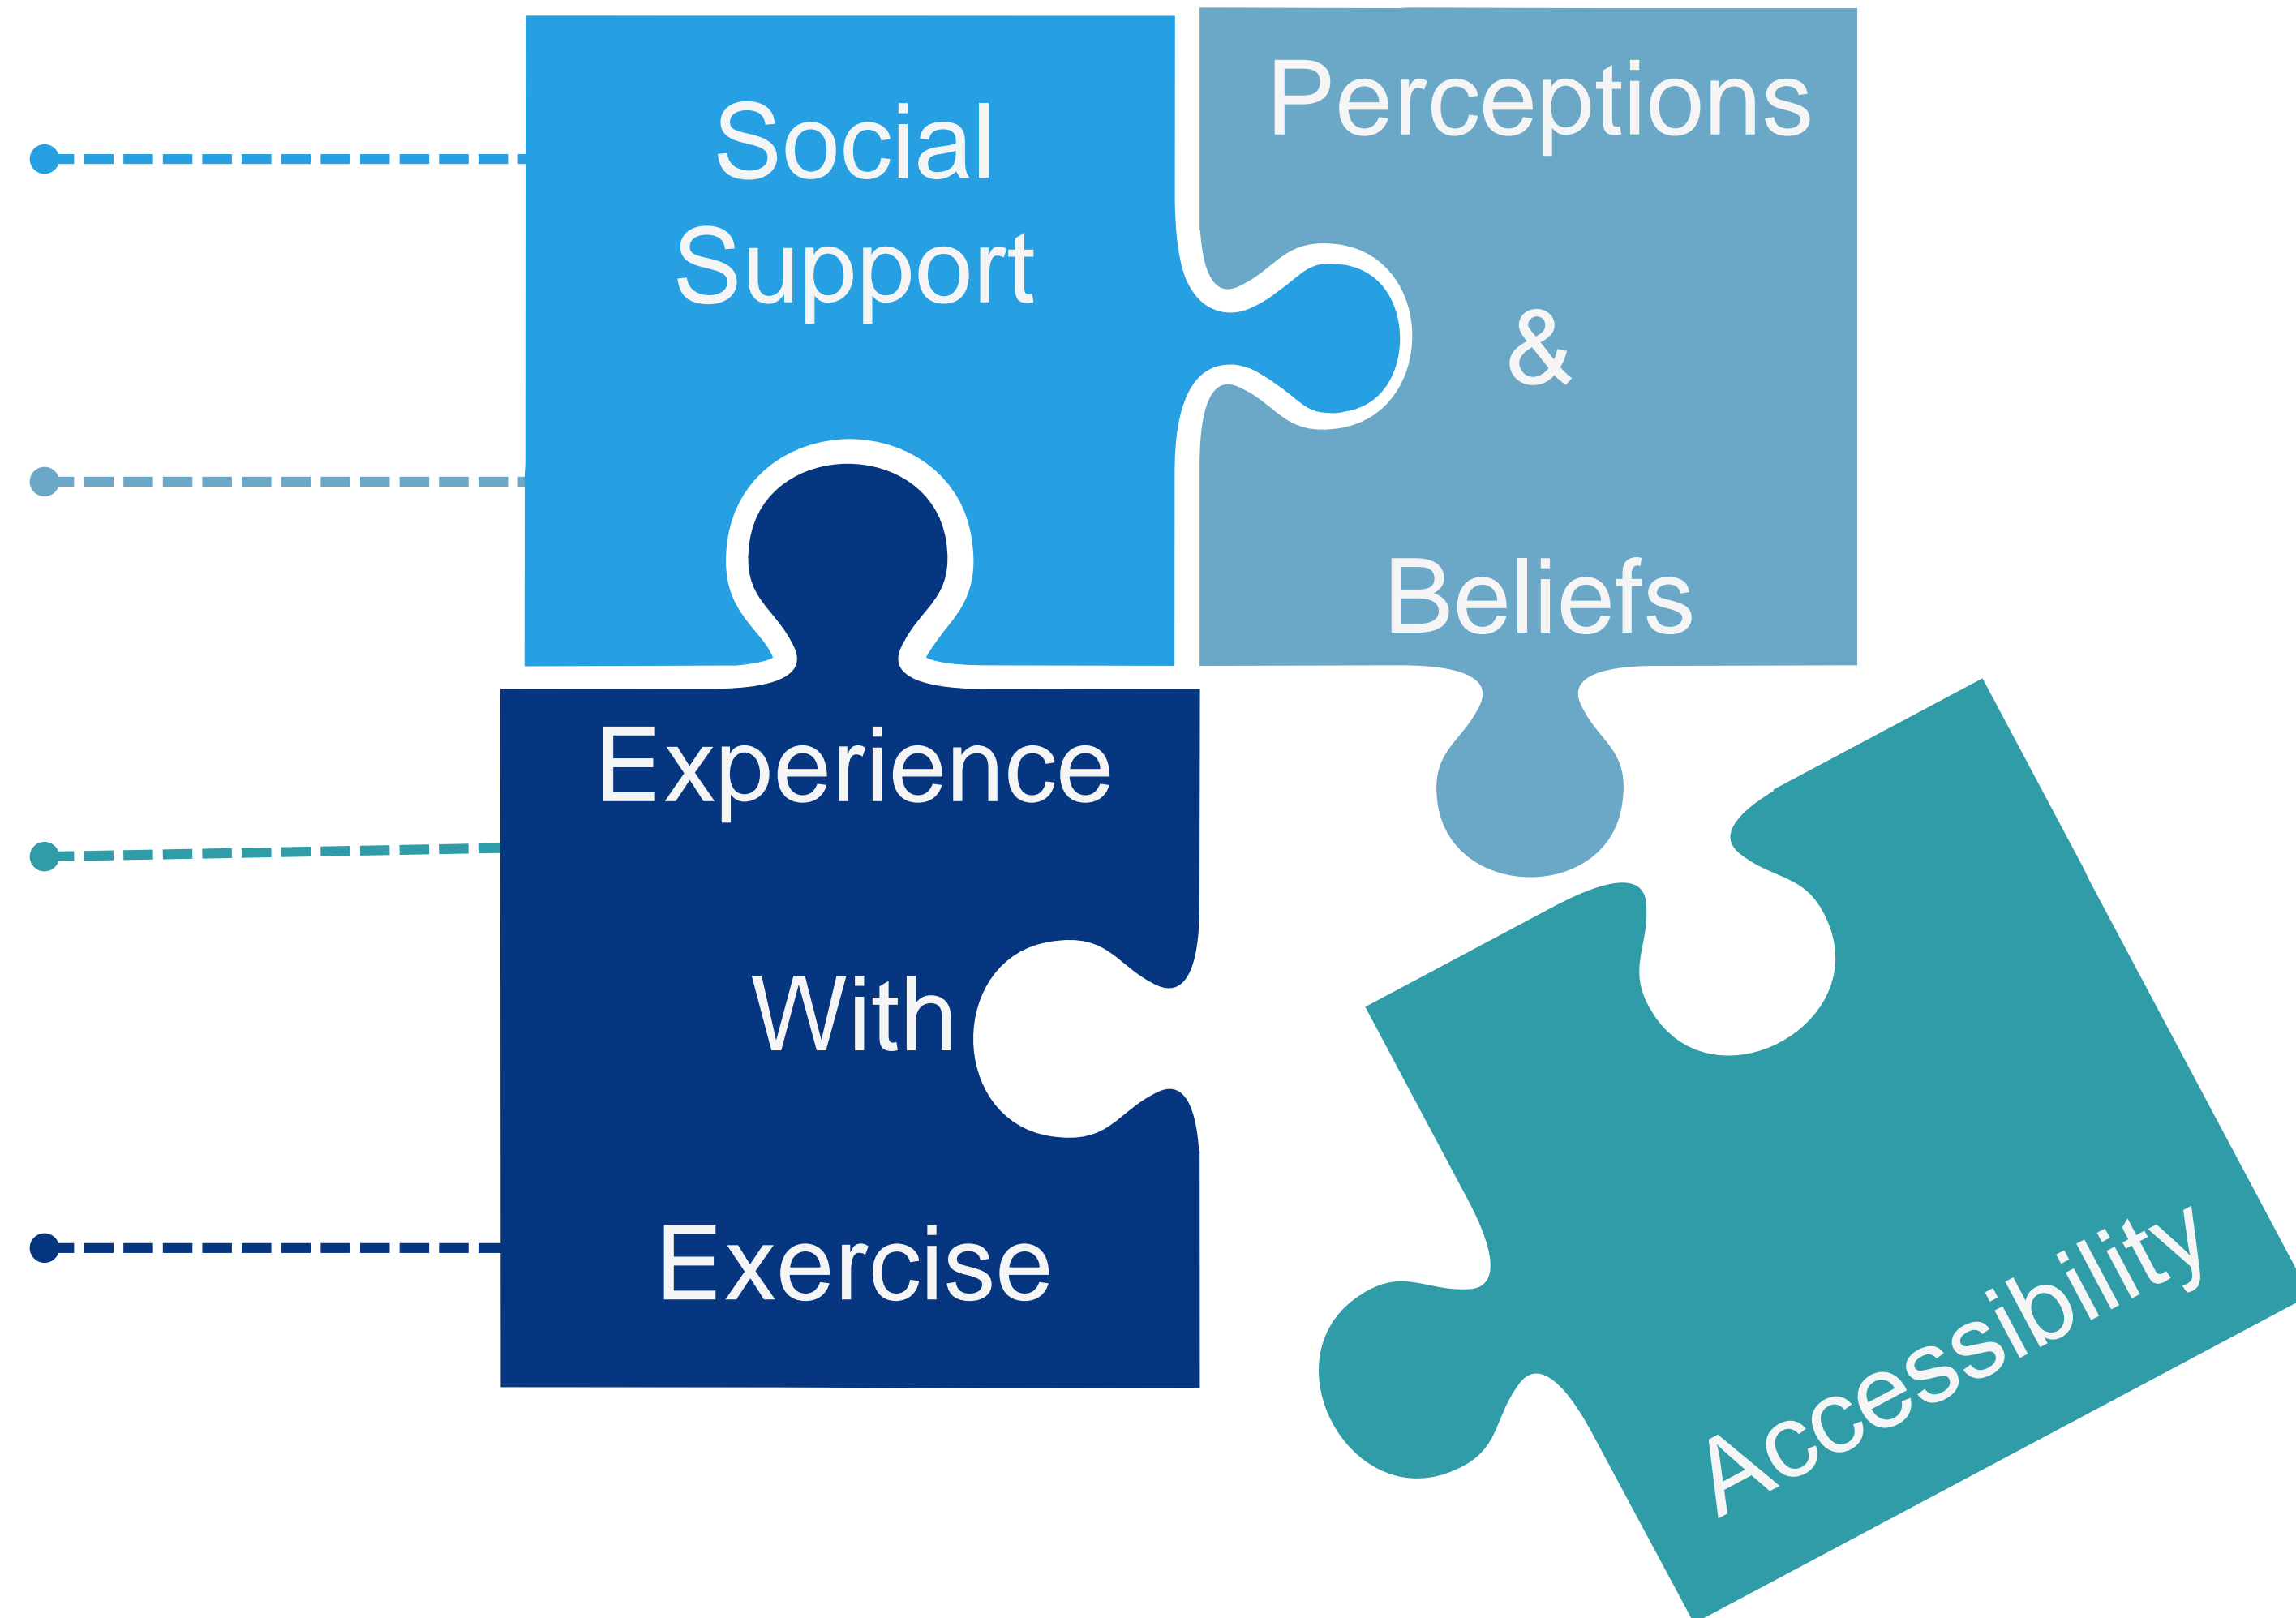 Social
Support
Perceptions
&
Beliefs
Experience
With
Exercise
Accessibility